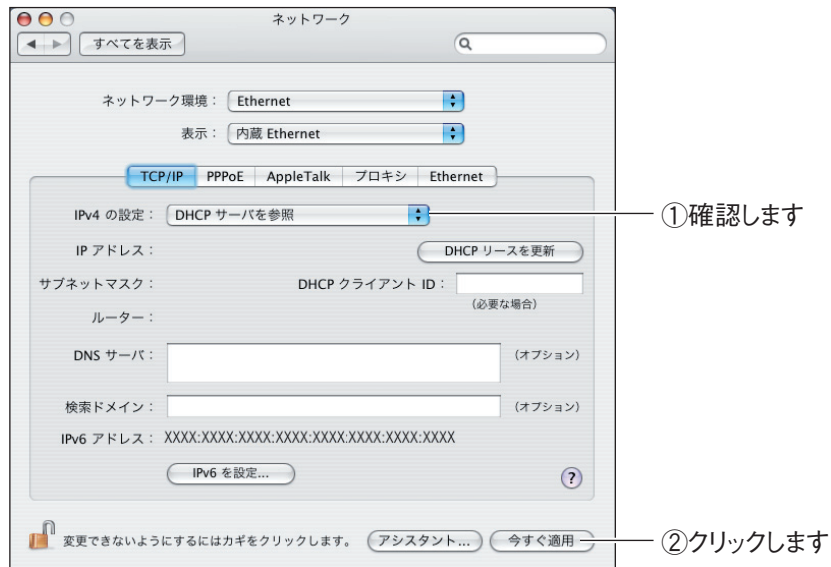 ネットワーク
すべてを表示
ネットワーク環境： Ethernet
表示： 内蔵 Ethernet
TCP/IP PPPoE AppleTalk プロキシ Ethernet
IPv4 の設定： DHCP サーバを参照
①確認します
IP アドレス： DHCP リースを更新
サブネットマスク： DHCP クライアント ID：
（必要な場合）
ルーター：
DNS サーバ： （オプション）
検索ドメイン： （オプション）
IPv6 アドレス： XXXX:XXXX:XXXX:XXXX:XXXX:XXXX:XXXX:XXXX
IPv6 を設定...
?
変更できないようにするにはカギをクリックします。 アシスタント... 今すぐ適用
②クリックします